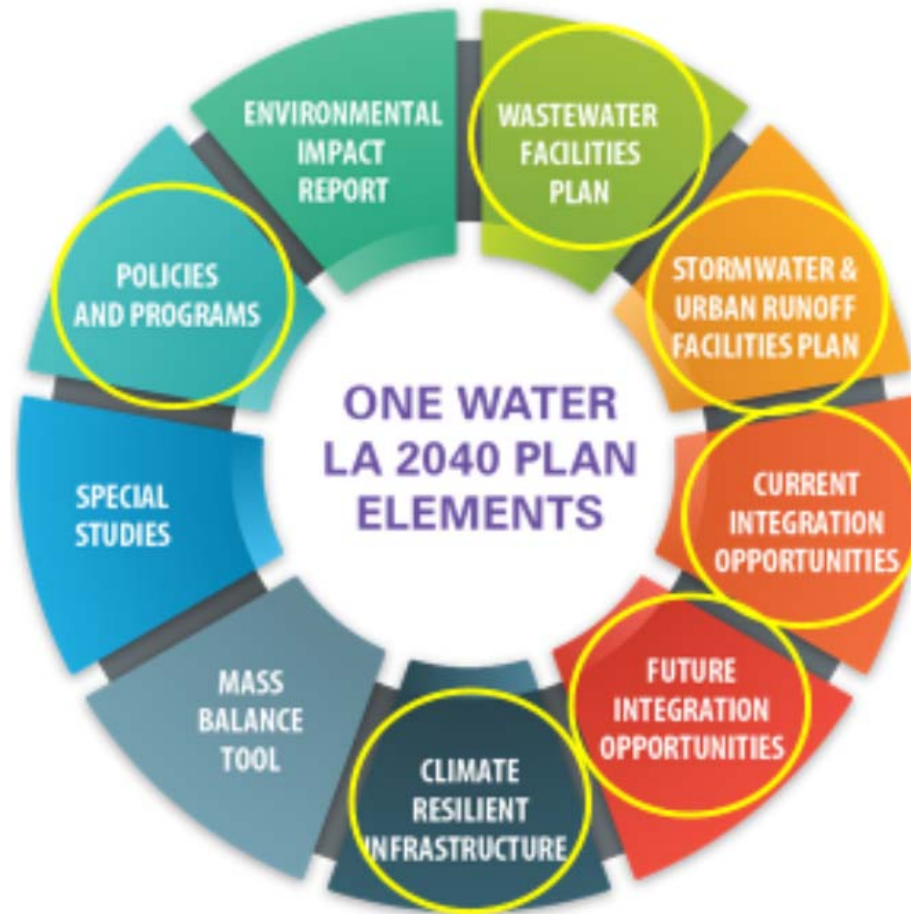 ENVIRONMENTAL
IMPACT
REPORT
WASTEWATER
FACILITIES
PLAN
STORMWATER &
URBAN RUNOFF
FACILITIES PLAN
CURRENT
INTEGRATION
OPPORTUNITIES
FUTURE
INTEGRATION
OPPORTUNITIES
CLIMATE
RESILIENT
INFRASTRUCTURE
MASS
BALANCE
TOOL
SPECIAL
STUDIES
POLICIES
AND PROGRAMS
ONE WATER
LA 2040 PLAN
ELEMENTS